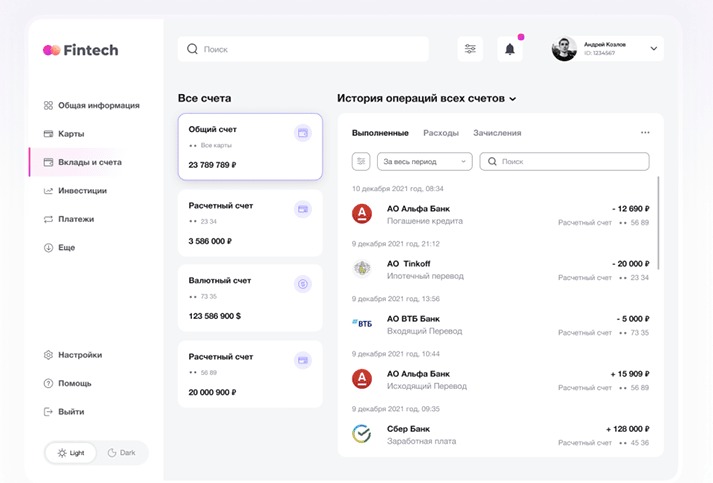 Fintech
Поиск
Андрей Козлов
ID: 1234567
Общая информация
Карты
Вклады и счета
Инвестиции
Платежи
Еще
Настройки
Помощь
Выйти
Light
Dark
Все счета
Общий счет
•• Все карты
23 789 789 ₽
Расчетный счет
•• 23 34
3 586 000 ₽
Валютный счет
•• 73 35
123 586 900 $
Расчетный счет
•• 56 89
20 000 900 ₽
История операций всех счетов
Выполненные Расходы Зачисления
За весь период
Поиск
10 декабря 2021 год, 08:34
АО Альфа Банк - 12 690 ₽
Погашение кредита Расчетный счет •• 56 89
9 декабря 2021 год, 21:12
АО Tinkoff - 20 000 ₽
Ипотечный перевод Расчетный счет •• 23 34
9 декабря 2021 год, 13:56
ВТБ
АО ВТБ Банк - 5 000 ₽
Входящий Перевод Расчетный счет •• 73 35
9 декабря 2021 год, 10:44
АО Альфа Банк + 15 909 ₽
Исходящий Перевод Расчетный счет •• 56 89
9 декабря 2021 год, 09:35
Сбер Банк + 128 000 ₽
Заработная плата Расчетный счет •• 45 36